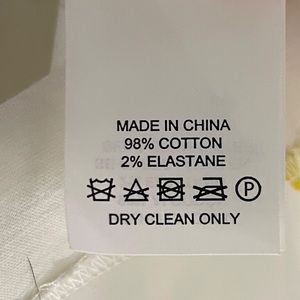 MADE IN CHINA
98% COTTON
2% ELASTANE
P
DRY CLEAN ONLY